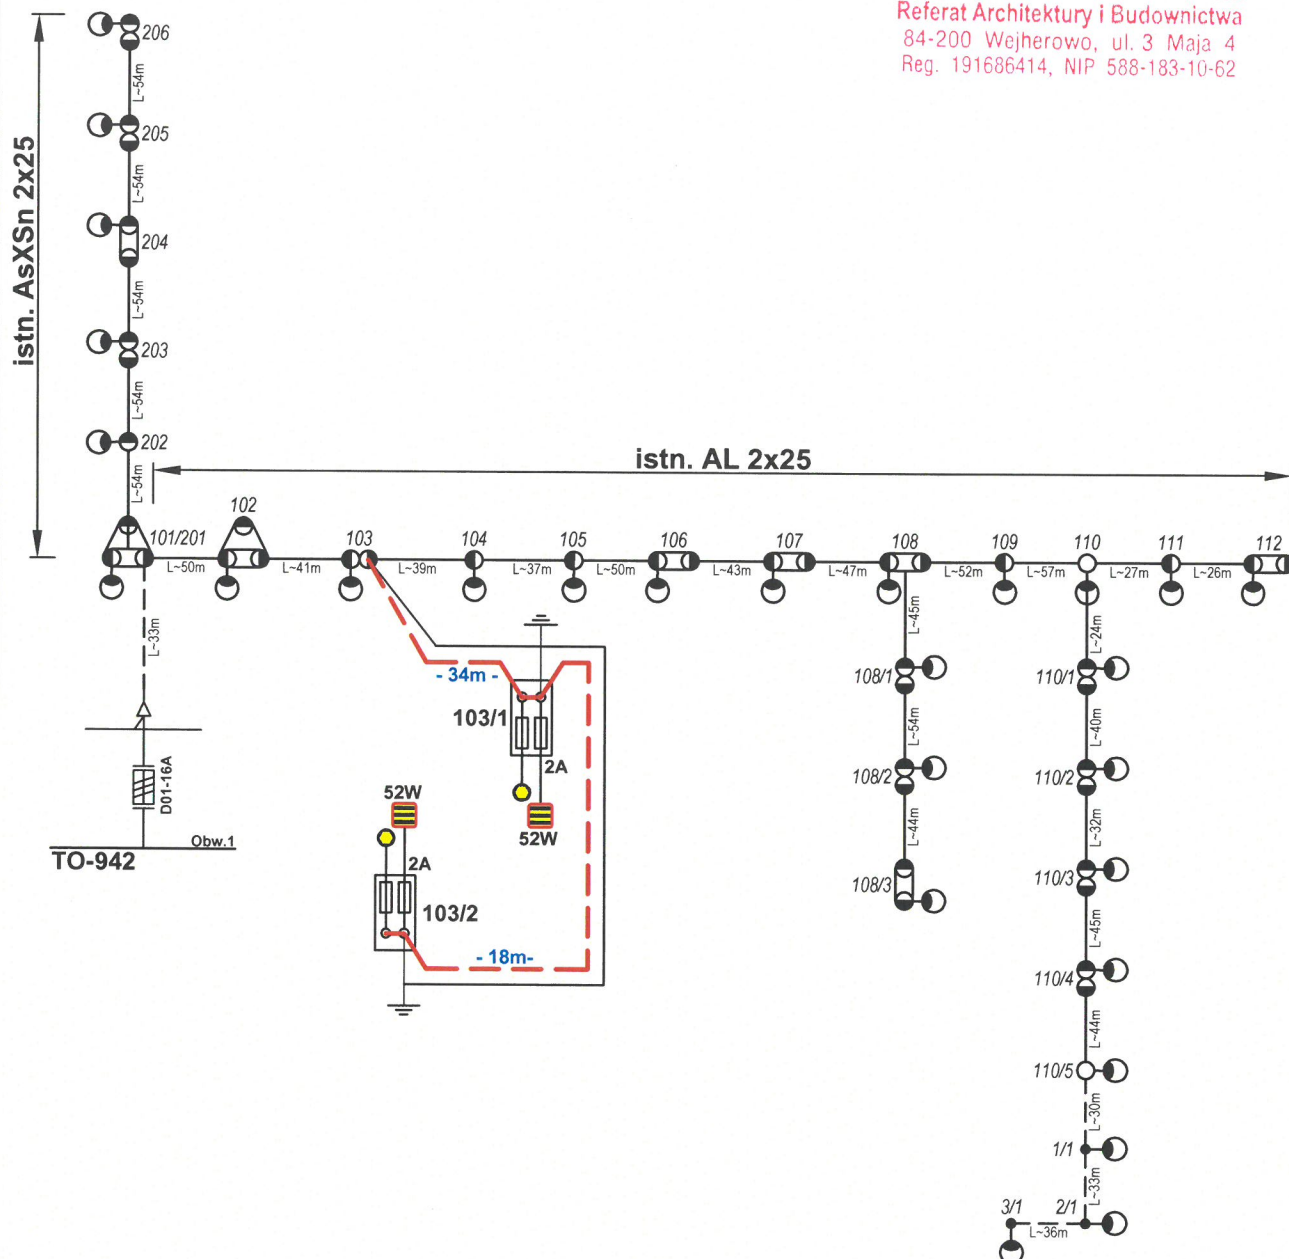 Referat Architektury i Budownictwa
84-200 Wejherowo, ul. 3 Maja 4
Reg. 191686414, NIP 588-183-10-62
206
L~54m
205
L~54m
204
L~54m
203
L~54m
202
L~54m
istn. AsXSn 2x25
istn. AL 2x25
101/201
102
103
104
105
106
107
108
109
110
111
112
L~50m
L~41m
L~39m
L~37m
L~50m
L~43m
L~47m
L~52m
L~57m
L~27m
L~26m
L~33m
D01-16A
Obw.1
TO-942
- 34m -
103/1
2A
52W
52W
2A
103/2
- 18m-
L~45m
108/1
L~54m
108/2
L~44m
108/3
L~24m
110/1
L~40m
110/2
L~32m
110/3
L~45m
110/4
L~44m
110/5
L~30m
1/1
L~33m
3/1
2/1
L~36m